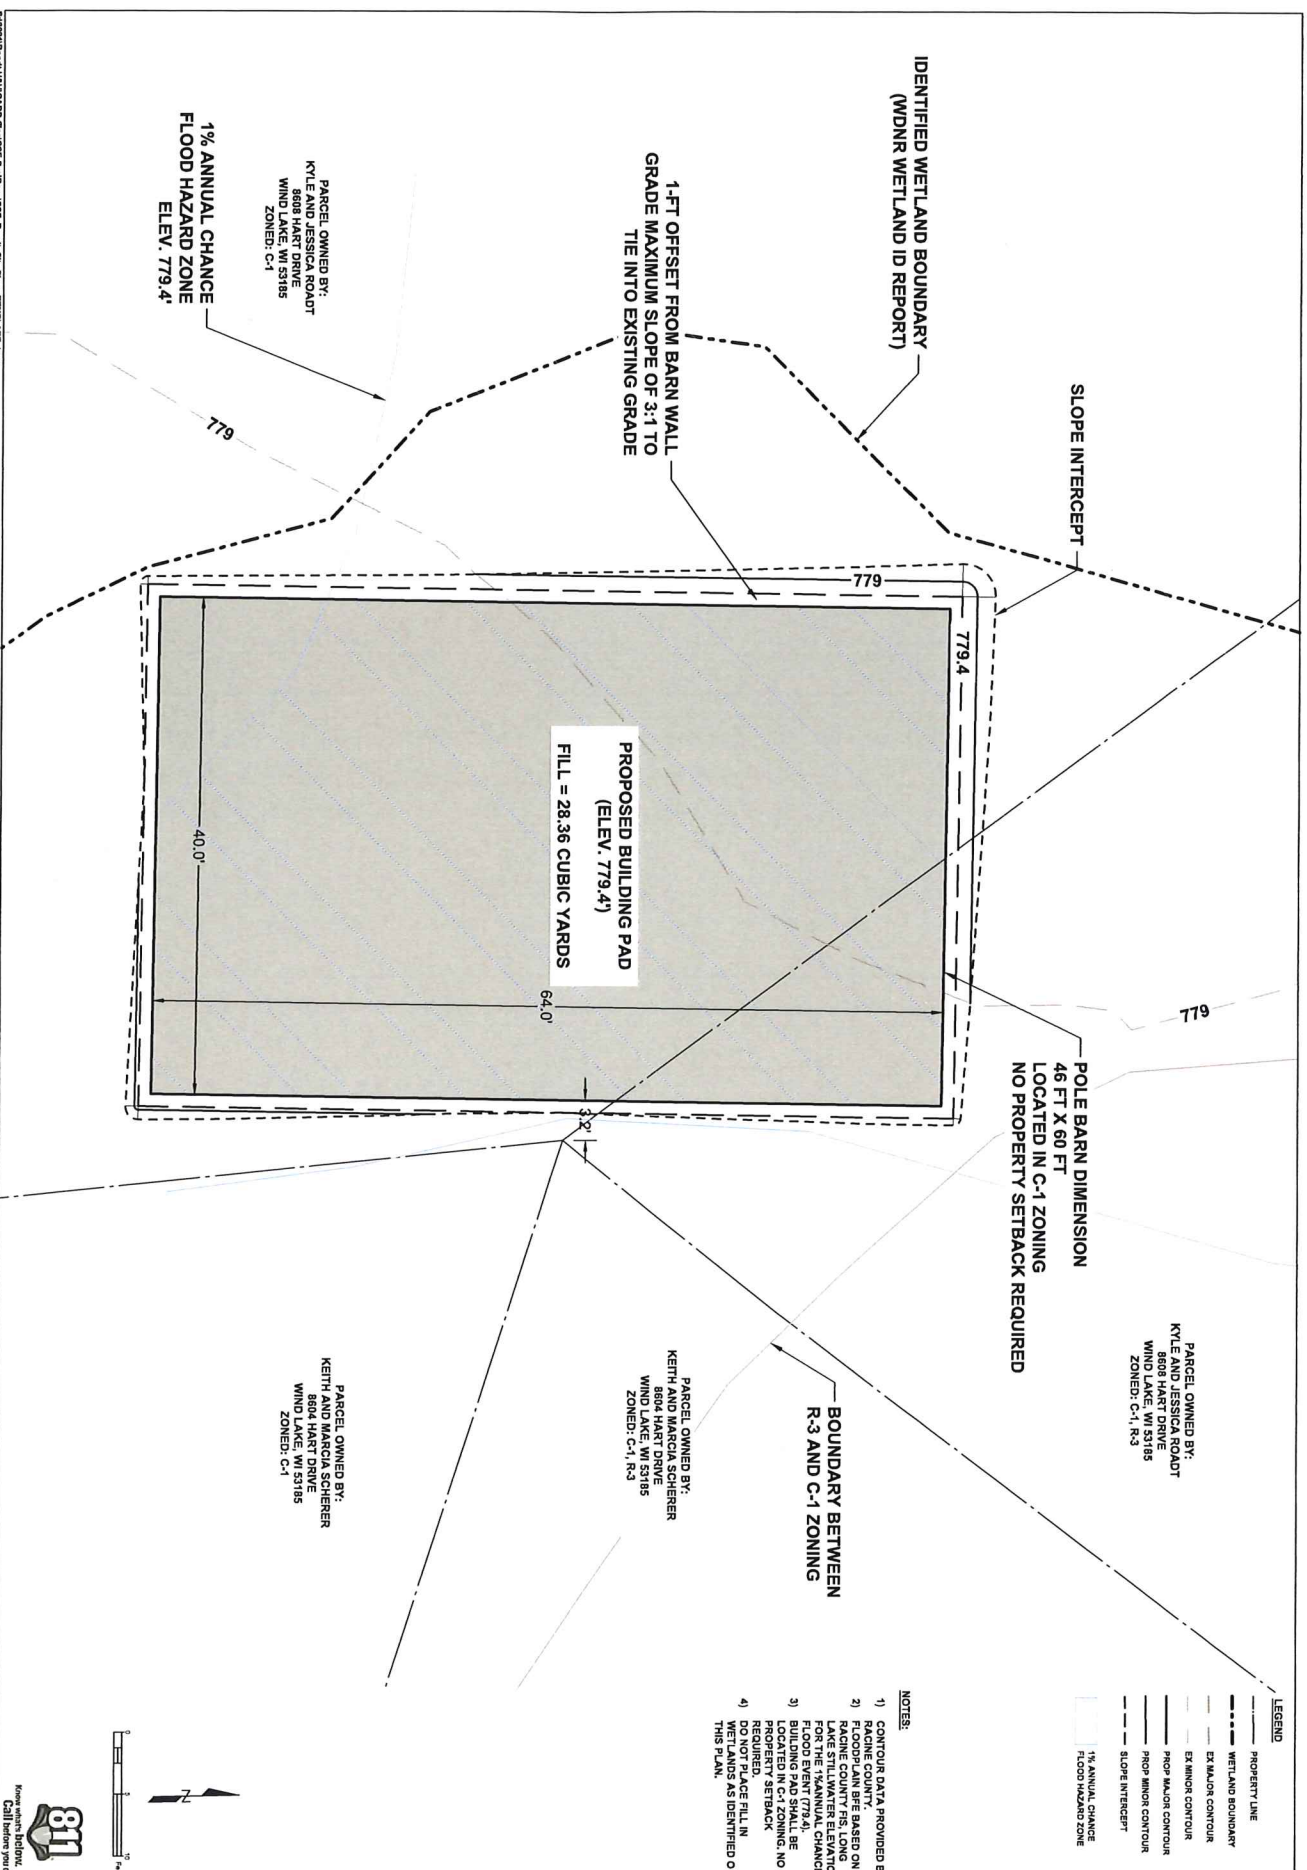 IDENTIFIED WETLAND BOUNDARY
(WDNR WETLAND ID REPORT)
SLOPE INTERCEPT
1-FT OFFSET FROM BARN WALL
GRADE MAXIMUM SLOPE OF 3:1 TO
TIE INTO EXISTING GRADE
PARCEL OWNED BY:
KYLE AND JESSICA ROADT
8608 HART DRIVE
WIND LAKE, WI 53185
ZONED: C-1
1% ANNUAL CHANCE
FLOOD HAZARD ZONE
ELEV. 779.4'
779
779
779.4
779
PROPOSED BUILDING PAD
(ELEV. 779.4')
FILL = 28.36 CUBIC YARDS
40.0'
64.0'
3.2'
POLE BARN DIMENSION
46 FT X 60 FT
LOCATED IN C-1 ZONING
NO PROPERTY SETBACK REQUIRED
PARCEL OWNED BY:
KYLE AND JESSICA ROADT
8608 HART DRIVE
WIND LAKE, WI 53185
ZONED: C-1, R-3
BOUNDARY BETWEEN
R-3 AND C-1 ZONING
PARCEL OWNED BY:
KEITH AND MARCIA SCHERER
8604 HART DRIVE
WIND LAKE, WI 53185
ZONED: C-1, R-3
PARCEL OWNED BY:
KEITH AND MARCIA SCHERER
8604 HART DRIVE
WIND LAKE, WI 53185
ZONED: C-1
LEGEND
PROPERTY LINE
WETLAND BOUNDARY
EX MAJOR CONTOUR
EX MINOR CONTOUR
PROP MAJOR CONTOUR
PROP MINOR CONTOUR
SLOPE INTERCEPT
1% ANNUAL CHANCE
FLOOD HAZARD ZONE
NOTES:
1) CONTOUR DATA PROVIDED
RACINE COUNTY.
2) FLOODPLAIN BFE BASED ON
RACINE COUNTY FIS, LONG
LAKE STILLWATER
FOR THE 1% ANNUAL
FLOOD EVENT (779.4).
3) BUILDING PAD SHALL BE
LOCATED IN C-1 ZONING. NO
PROPERTY SETBACK
REQUIRED.
4) DO NOT PLACE FILL IN
WETLANDS AS IDENTIFIED
THIS PLAN.
0 5 10
Z
811
Know what's below.
Call before you